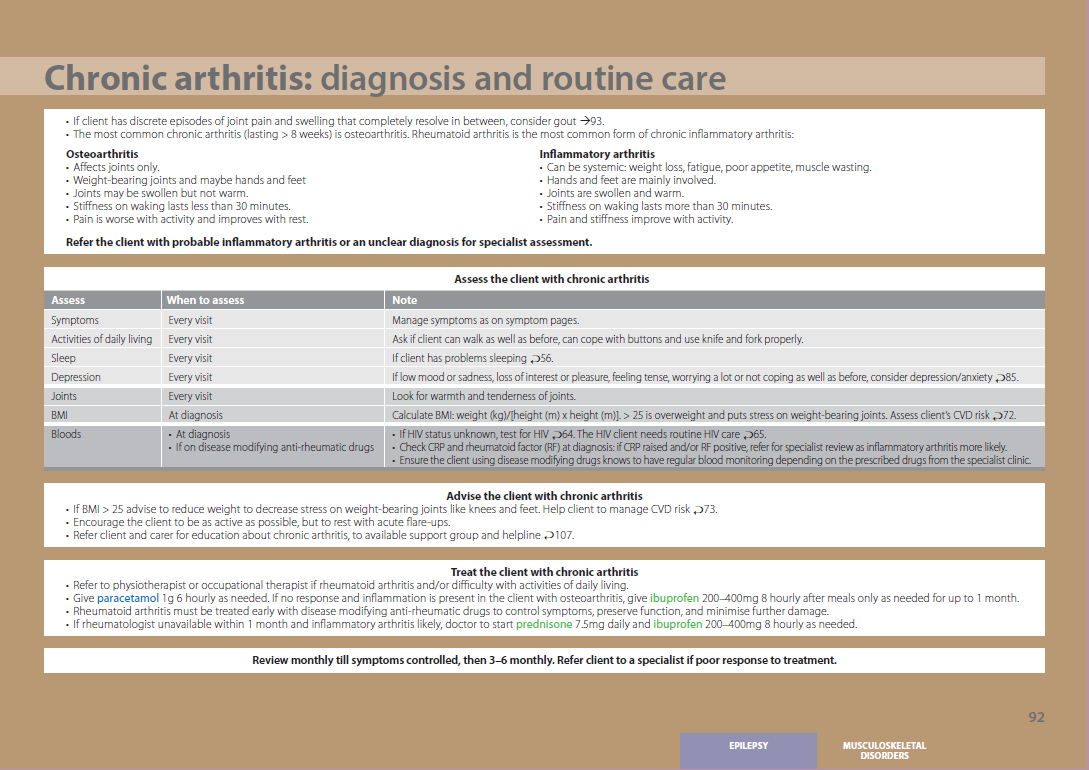 Chronic arthritis: diagnosis and routine care
• If client has discrete episodes of joint pain and swelling that completely resolve in between, consider gout →93.
• The most common chronic arthritis (lasting > 8 weeks) is osteoarthritis. Rheumatoid arthritis is the most common form of chronic inflammatory arthritis:
Osteoarthritis
• Affects joints only.
• Weight-bearing joints and maybe hands and feet
• Joints may be swollen but not warm.
• Stiffness on waking lasts less than 30 minutes.
• Pain is worse with activity and improves with rest.
Inflammatory arthritis
• Can be systemic: weight loss, fatigue, poor appetite, muscle wasting.
• Hands and feet are mainly involved.
• Joints are swollen and warm.
• Stiffness on waking lasts more than 30 minutes.
• Pain and stiffness improve with activity.
Refer the client with probable inflammatory arthritis or an unclear diagnosis for specialist assessment.
Assess the client with chronic arthritis
Assess When to assess Note
Symptoms Every visit Manage symptoms as on symptom pages.
Activities of daily living Every visit Ask if client can walk as well as before, can cope with buttons and use knife and fork properly.
Sleep Every visit If client has problems sleeping ⮌56.
Depression Every visit If low mood or sadness, loss of interest or pleasure, feeling tense, worrying a lot or not coping as well as before, consider depression/anxiety ⮌85.
Joints Every visit Look for warmth and tenderness of joints.
BMI At diagnosis Calculate BMI: weight (kg)/[height (m) x height (m)]. > 25 is overweight and puts stress on weight-bearing joints. Assess client's CVD risk ⮌72.
Bloods
• At diagnosis
• If on disease modifying anti-rheumatic drugs
• If HIV status unknown, test for HIV ⮌64. The HIV client needs routine HIV care ⮌65.
• Check CRP and rheumatoid factor (RF) at diagnosis: if CRP raised and/or RF positive, refer for specialist review as inflammatory arthritis more likely.
• Ensure the client using disease modifying drugs knows to have regular blood monitoring depending on the prescribed drugs from the specialist clinic.
Advise the client with chronic arthritis
• If BMI > 25 advise to reduce weight to decrease stress on weight-bearing joints like knees and feet. Help client to manage CVD risk ⮌73.
• Encourage the client to be as active as possible, but to rest with acute flare-ups.
• Refer client and carer for education about chronic arthritis, to available support group and helpline ⮌107.
Treat the client with chronic arthritis
• Refer to physiotherapist or occupational therapist if rheumatoid arthritis and/or difficulty with activities of daily living.
• Give paracetamol 1g 6 hourly as needed. If no response and inflammation is present in the client with osteoarthritis, give ibuprofen 200–400mg 8 hourly after meals only as needed for up to 1 month.
• Rheumatoid arthritis must be treated early with disease modifying anti-rheumatic drugs to control symptoms, preserve function, and minimise further damage.
• If rheumatologist unavailable within 1 month and inflammatory arthritis likely, doctor to start prednisone 7.5mg daily and ibuprofen 200–400mg 8 hourly as needed.
Review monthly till symptoms controlled, then 3–6 monthly. Refer client to a specialist if poor response to treatment.
92
EPILEPSY
MUSCULOSKELETAL
DISORDERS